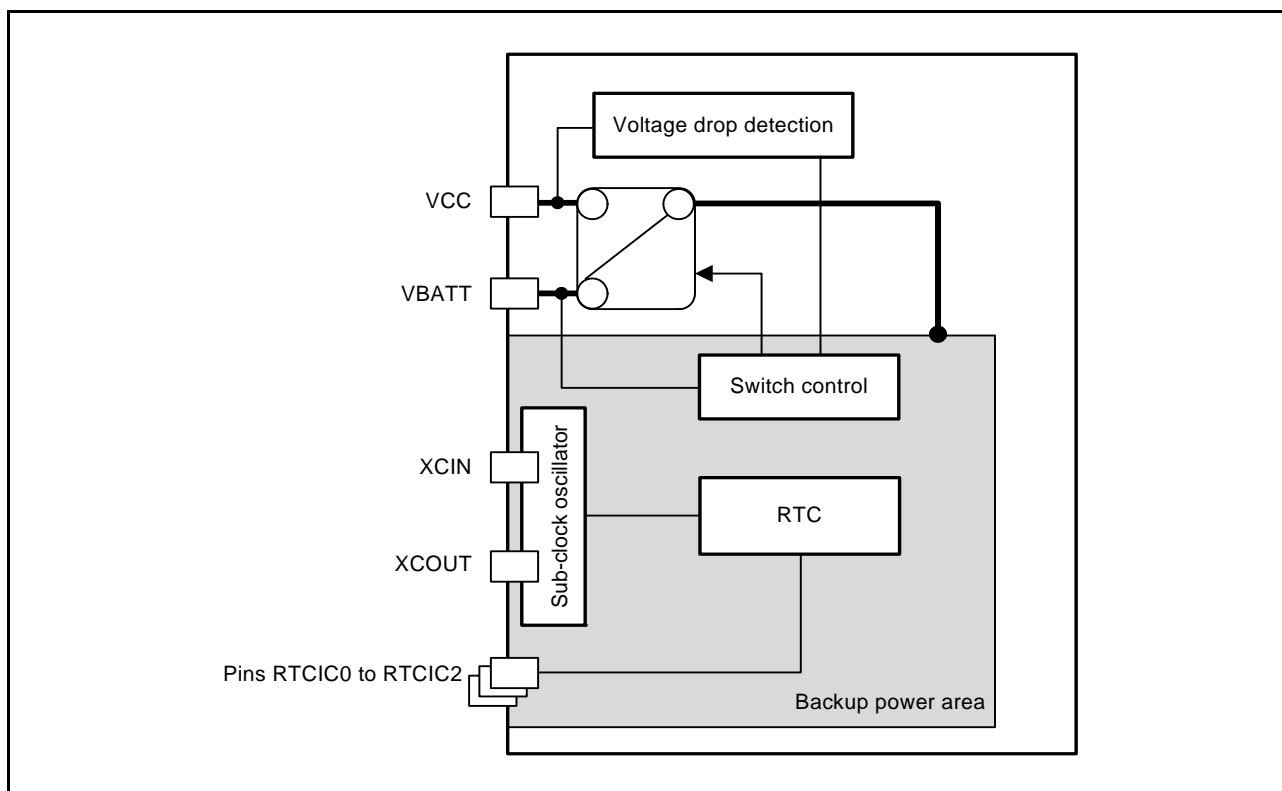 Voltage drop detection
VCC
VBATT
Switch control
XCIN
Sub-clock oscillator
RTC
XCOUT
Pins RTCIC0 to RTCIC2
Backup power area